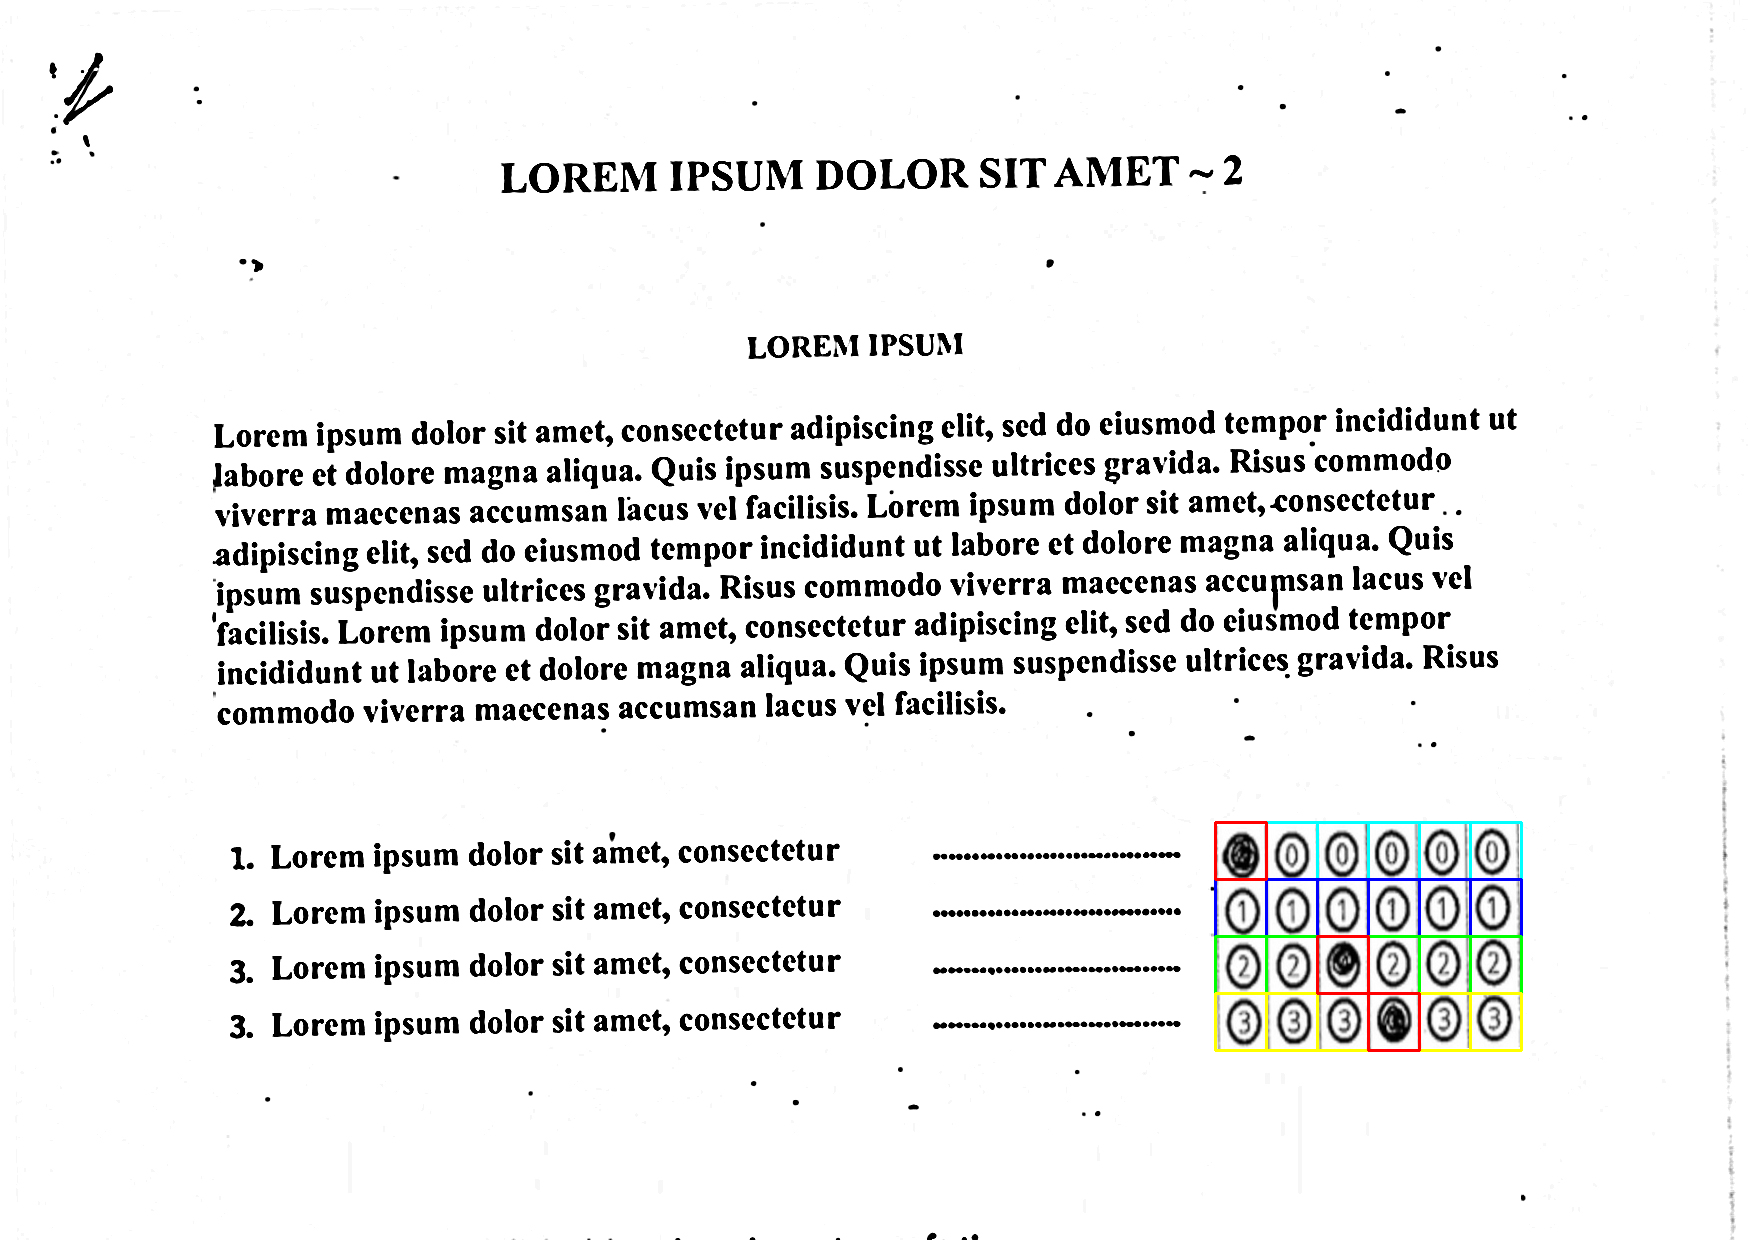 LOREM IPSUM DOLOR SIT AMET ~ 2
LOREM IPSUM
Lorem ipsum dolor sit amet, consectetur adipiscing elit, sed do eiusmod tempor incididunt ut
labore et dolore magna aliqua. Quis ipsum suspendisse ultrices gravida. Risus commodo
viverra maecenas accumsan lacus vel facilisis. Lorem ipsum dolor sit amet, consectetur
adipiscing elit, sed do eiusmod tempor incididunt ut labore et dolore magna aliqua. Quis
ipsum suspendisse ultrices gravida. Risus commodo viverra maecenas accumsan lacus vel
facilisis. Lorem ipsum dolor sit amet, consectetur adipiscing elit, sed do eiusmod tempor
incididunt ut labore et dolore magna aliqua. Quis ipsum suspendisse ultrices gravida. Risus
commodo viverra maecenas accumsan lacus vel facilisis.
1. Lorem ipsum dolor sit amet, consectetur ............................... 0 0 0 0 0
2. Lorem ipsum dolor sit amet, consectetur ............................... 1 1 1 1 1 1
3. Lorem ipsum dolor sit amet, consectetur ............................... 2 2 2 2 2
3. Lorem ipsum dolor sit amet, consectetur ............................... 3 3 3 3 3